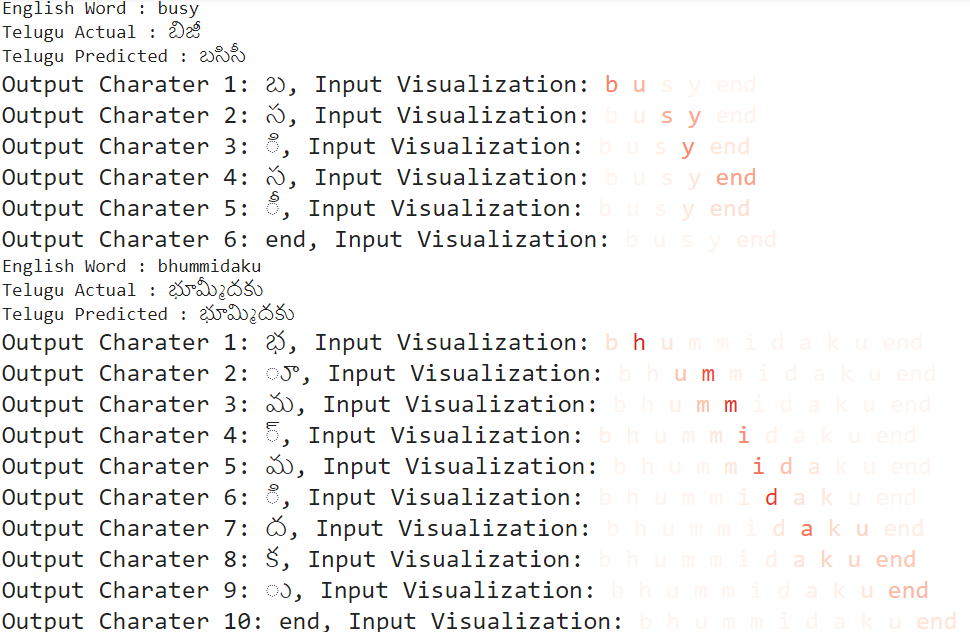 English Word : busy
Telugu Actual : బిజీ
Telugu Predicted : బసిసీ
Output Charater 1: బ, Input Visualization: b u s y end
Output Charater 2: స, Input Visualization: b u s y end
Output Charater 3: ి, Input Visualization: b u s y end
Output Charater 4: స, Input Visualization: b u s y end
Output Charater 5: ీ, Input Visualization: b u s y end
Output Charater 6: end, Input Visualization: b u s y end
English Word : bhummidaku
Telugu Actual : భూమ్మీదకు
Telugu Predicted : భూమ్మిదకు
Output Charater 1: భ, Input Visualization: b h u m m i d a k u end
Output Charater 2: ూ, Input Visualization: b h u m m i d a k u end
Output Charater 3: మ, Input Visualization: b h u m m i d a k u end
Output Charater 4: ్, Input Visualization: b h u m m i d a k u end
Output Charater 5: మ, Input Visualization: b h u m m i d a k u end
Output Charater 6: ి, Input Visualization: b h u m m i d a k u end
Output Charater 7: ద, Input Visualization: b h u m m i d a k u end
Output Charater 8: క, Input Visualization: b h u m m i d a k u end
Output Charater 9: ు, Input Visualization: b h u m m i d a k u end
Output Charater 10: end, Input Visualization: b h u m m i d a k u end